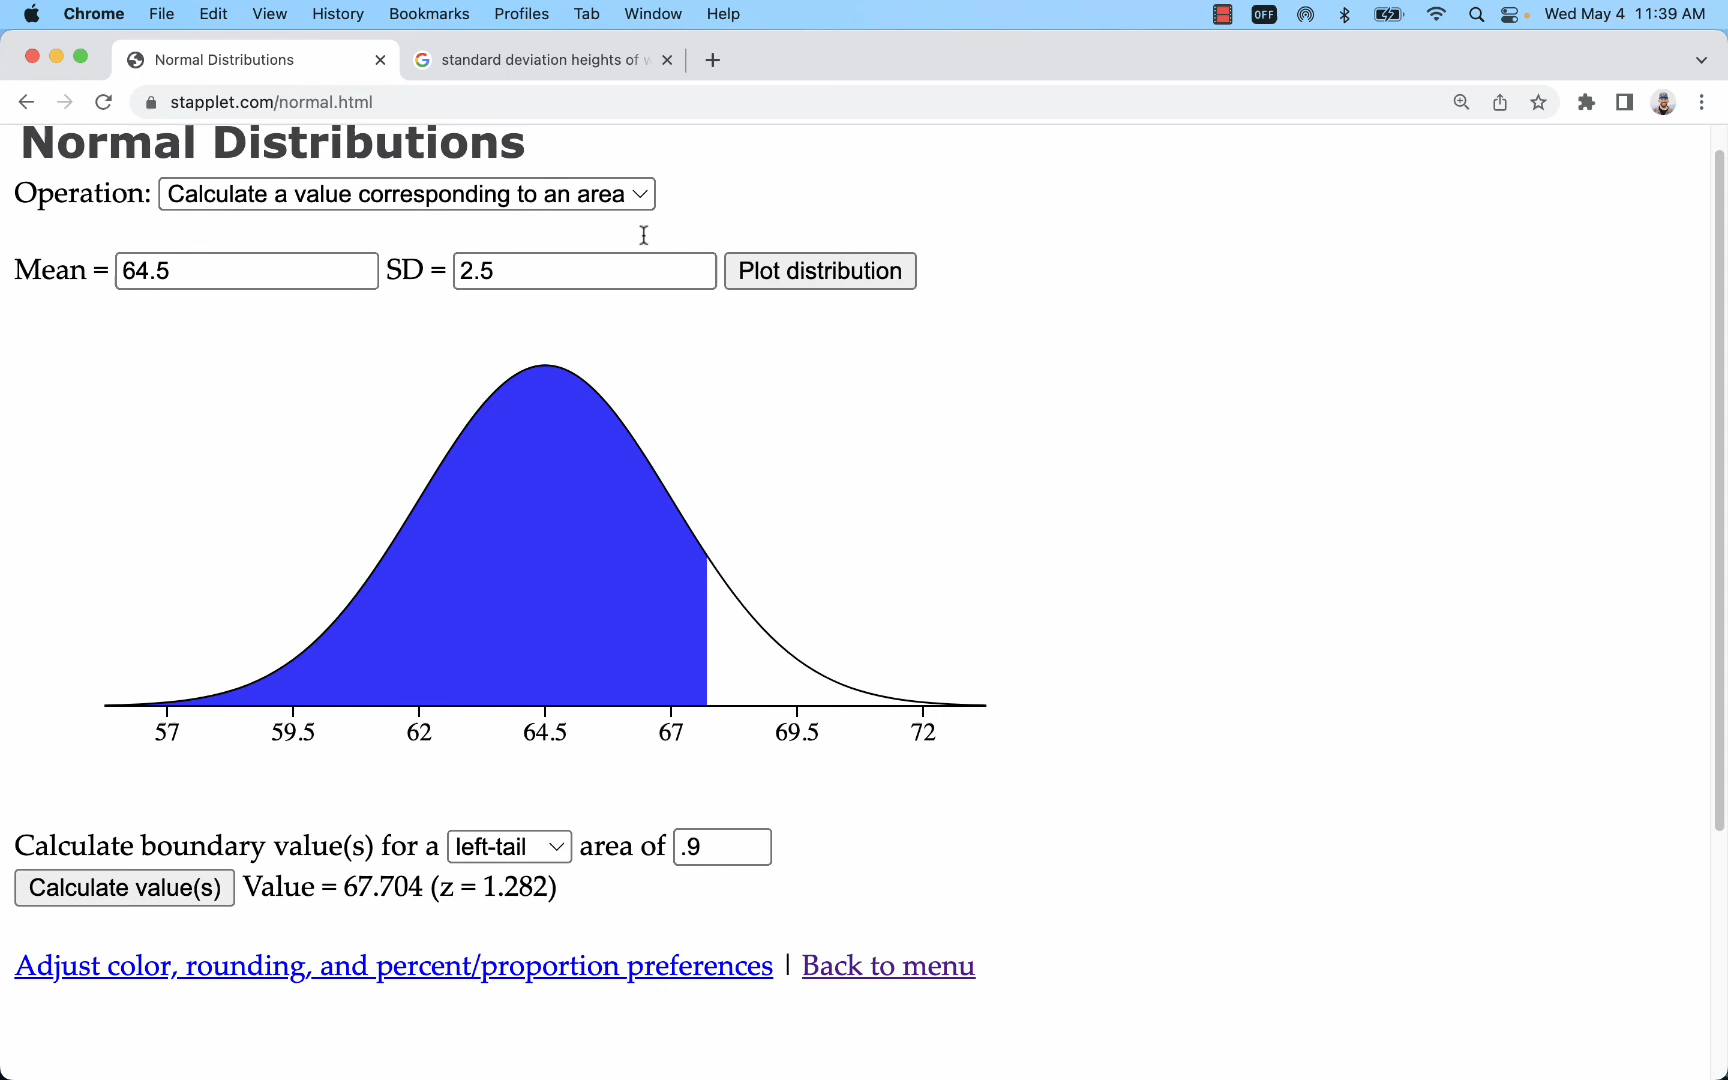 Chrome File Edit View History Bookmarks Profiles Tab Window Help OFF Wed May 4 11:39 AM
Normal Distributions standard deviation heights of
stapplet.com/normal.html
Normal Distributions
Operation: Calculate a value corresponding to an area
Mean = 64.5 SD = 2.5 Plot distribution
57 59.5 62 64.5 67 69.5 72
Calculate boundary value(s) for a left-tail area of .9
Calculate value(s) Value = 67.704 (z = 1.282)
Adjust color, rounding, and percent/proportion preferences | Back to menu